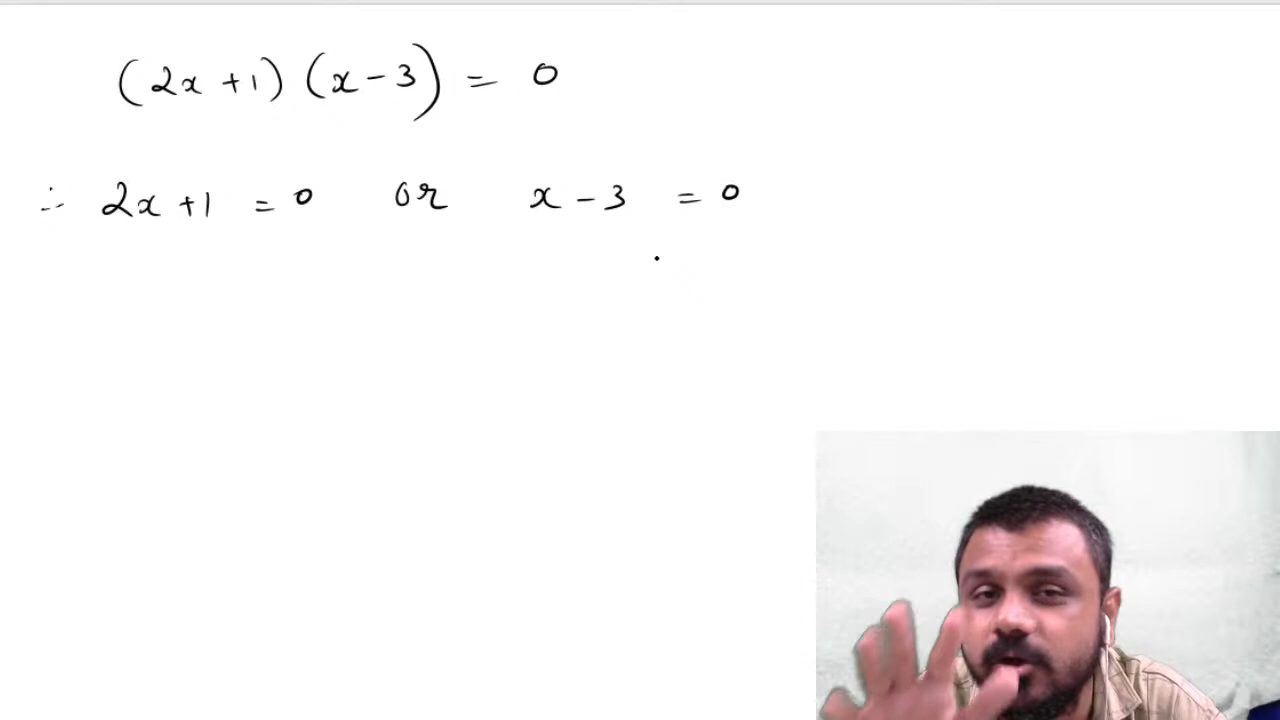 (2x + 1) (x - 3) = 0
∴ 2x + 1 = 0 or x - 3 = 0